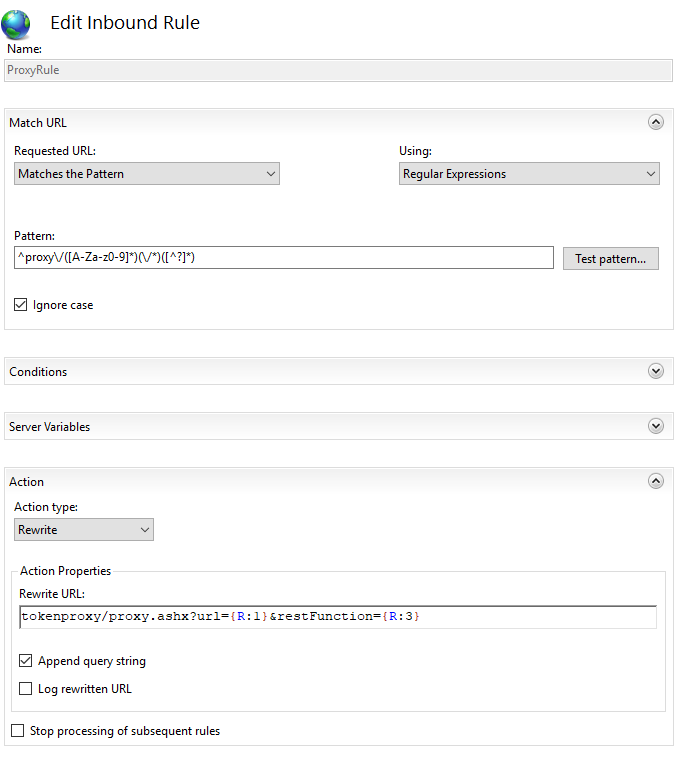 Edit Inbound Rule
Name:
ProxyRule
Match URL
Requested URL: Using:
Matches the Pattern Regular Expressions
Pattern:
^proxy\/([A-Za-z0-9]*)(\/*)([^?]*) Test pattern...
Ignore case
Conditions
Server Variables
Action
Action type:
Rewrite
Action Properties
Rewrite URL:
tokenproxy/proxy.ashx?url={R:1}&restFunction={R:3}
Append query string
Log rewritten URL
Stop processing of subsequent rules